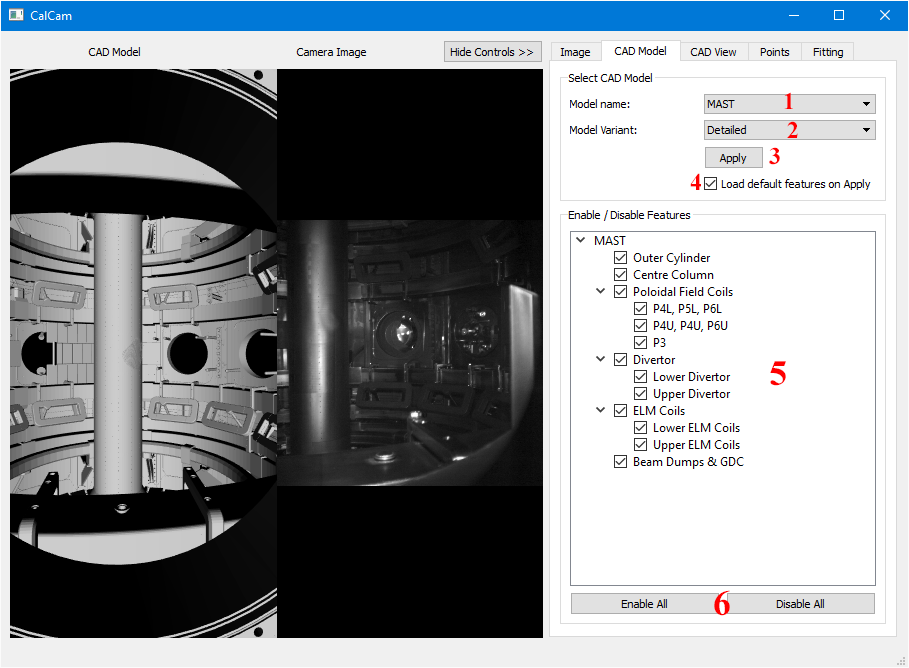 CalCam
CAD Model
Camera Image
Hide Controls >>
Image
CAD Model
CAD View
Points
Fitting
Select CAD Model
Model name:
MAST
1
Model Variant:
Detailed
2
Apply
3
4
Load default features on Apply
Enable / Disable Features
MAST
Outer Cylinder
Centre Column
Poloidal Field Coils
P4L, P5L, P6L
P4U, P4U, P6U
P3
Divertor
Lower Divertor
5
Upper Divertor
ELM Coils
Lower ELM Coils
Upper ELM Coils
Beam Dumps & GDC
Enable All
6
Disable All